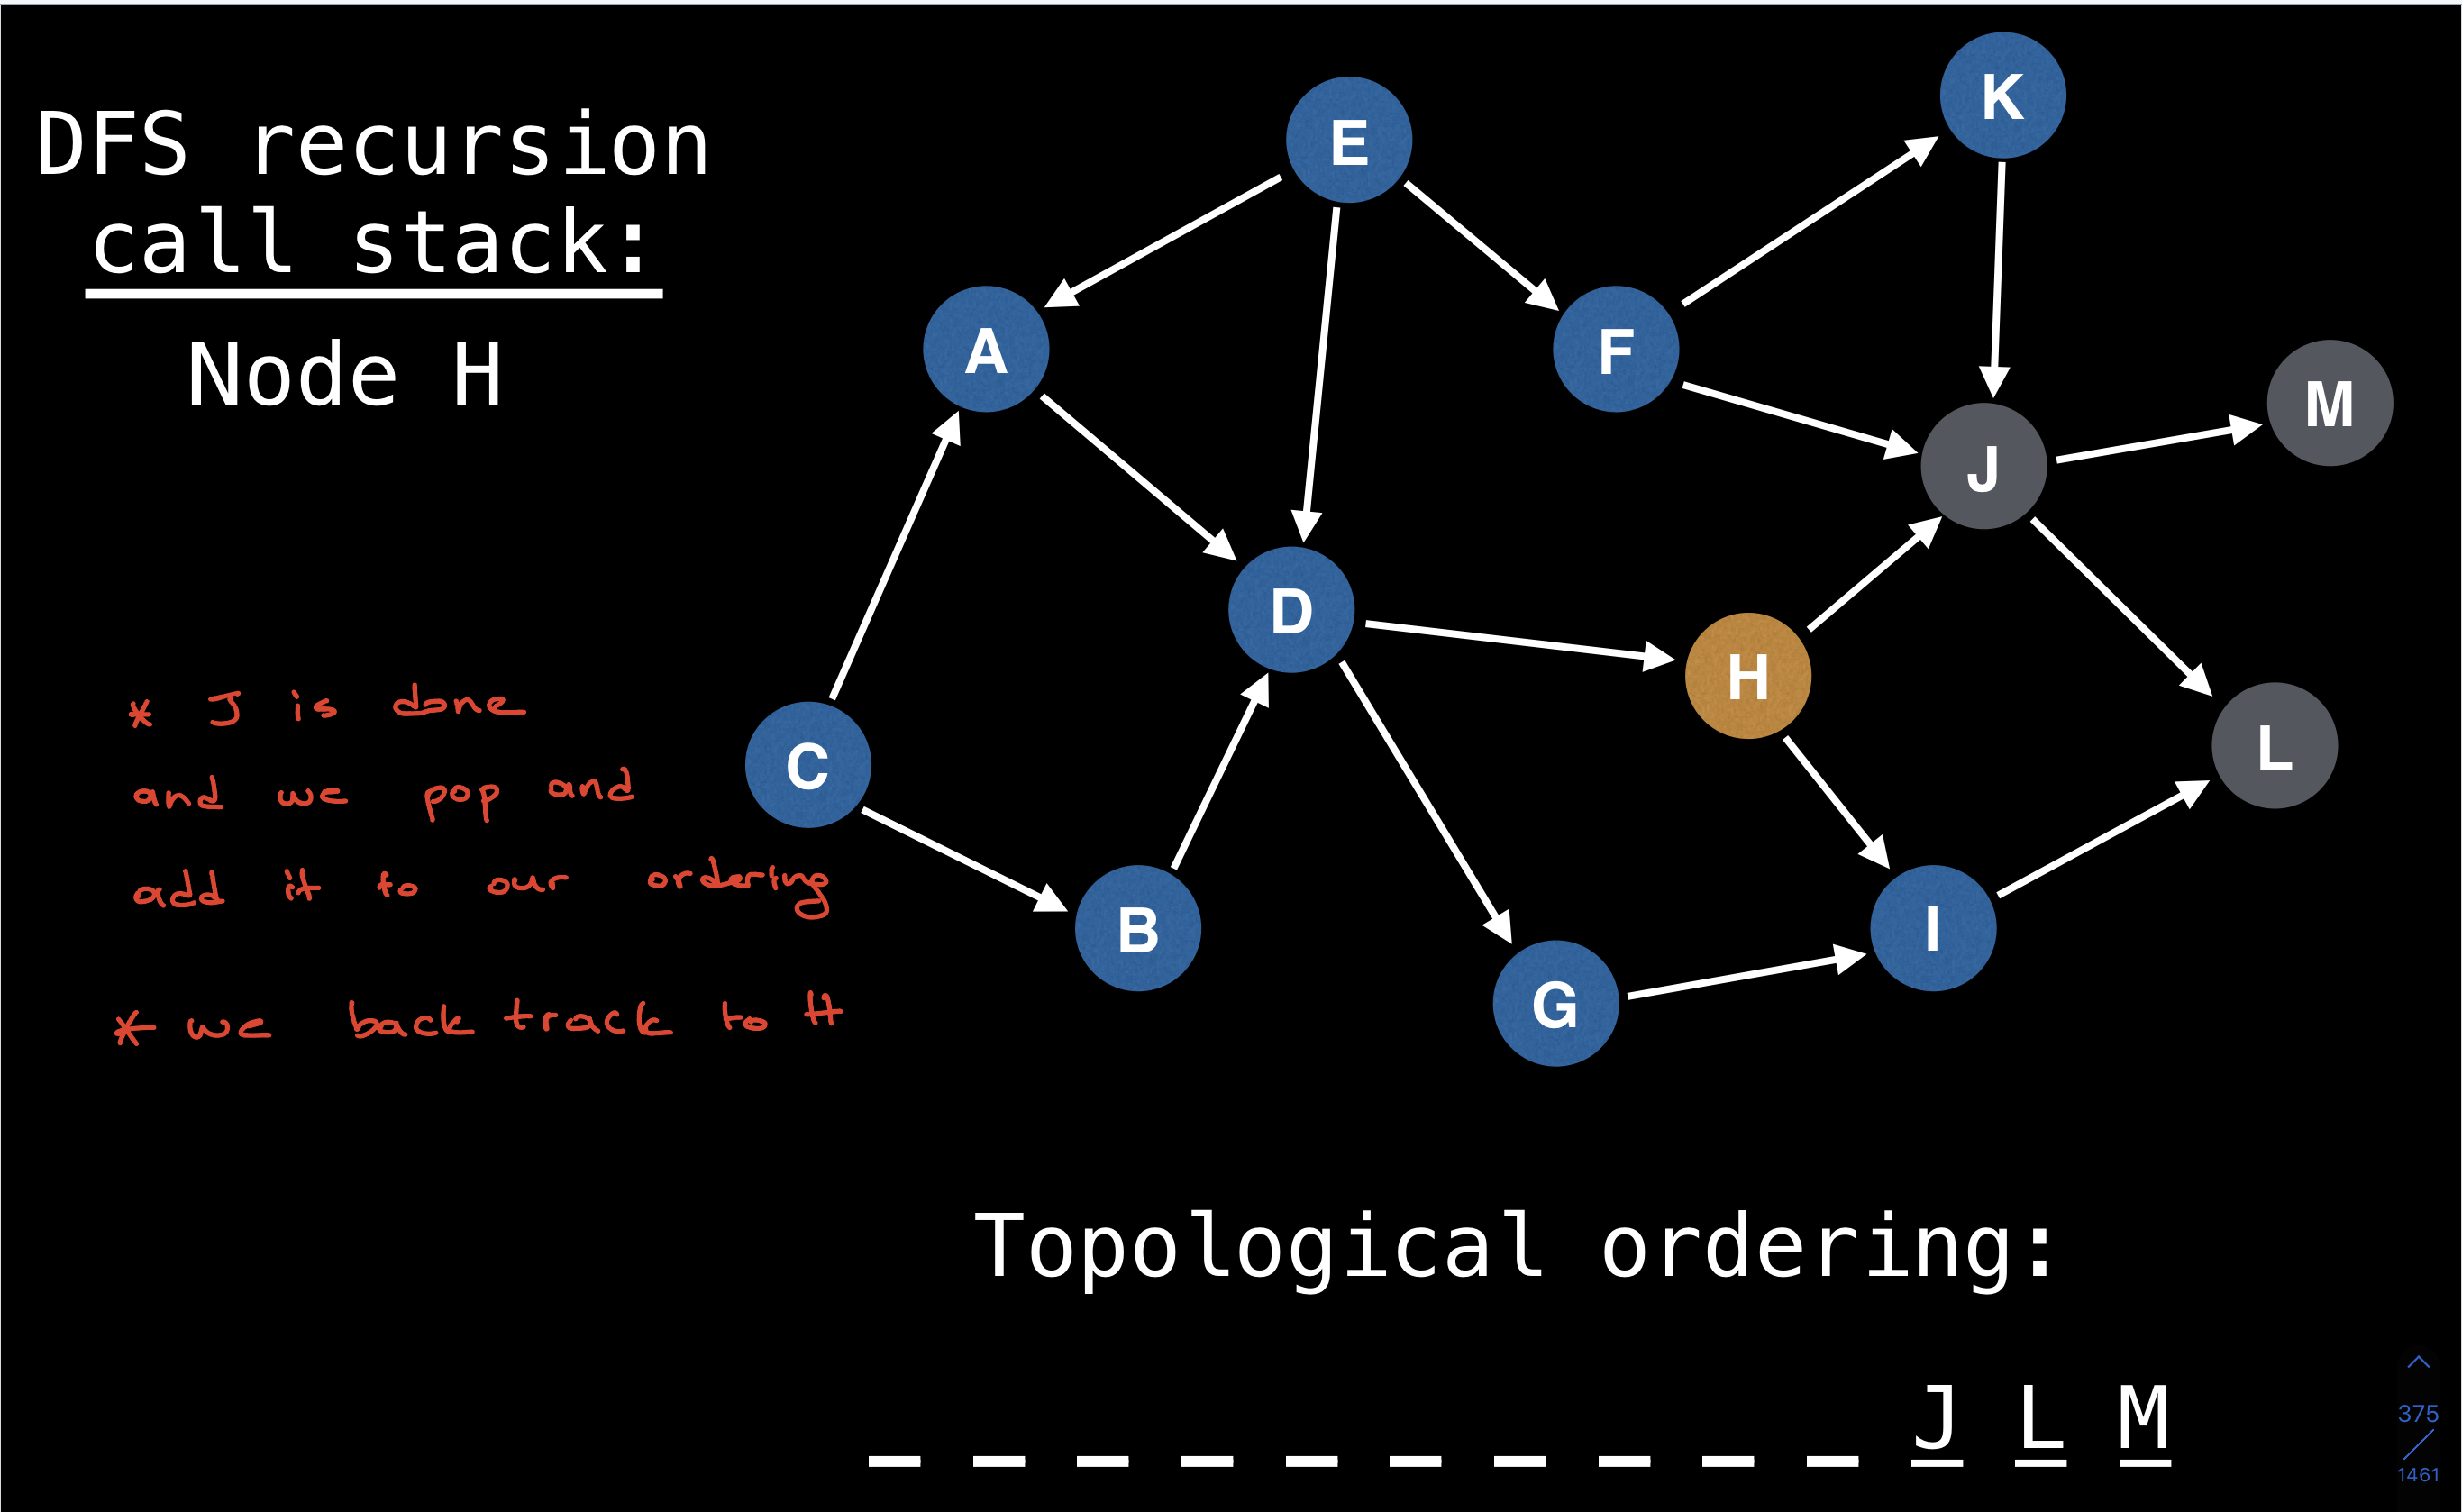 DFS recursion
call stack:
Node H
E
K
A
F
M
J
D
H
C
L
B
I
G
* J is done
and we pop and
add it to our ordering
* we back track to H
Topological ordering:
_ _ _ _ _ _ _ _ _ _ J L M
375
/
1461